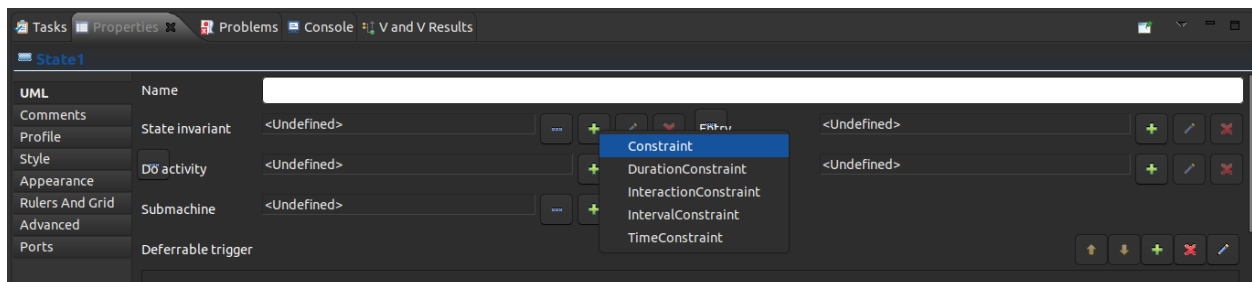 Tasks Properties Problems Console V and V Results
State1
UML
Name
Comments
Profile
State invariant <Undefined> Entry <Undefined>
Constraint
Style
Do activity <Undefined> DurationConstraint <Undefined>
Appearance
InteractionConstraint
Rulers And Grid
Submachine <Undefined> IntervalConstraint
Advanced
TimeConstraint
Ports
Deferrable trigger